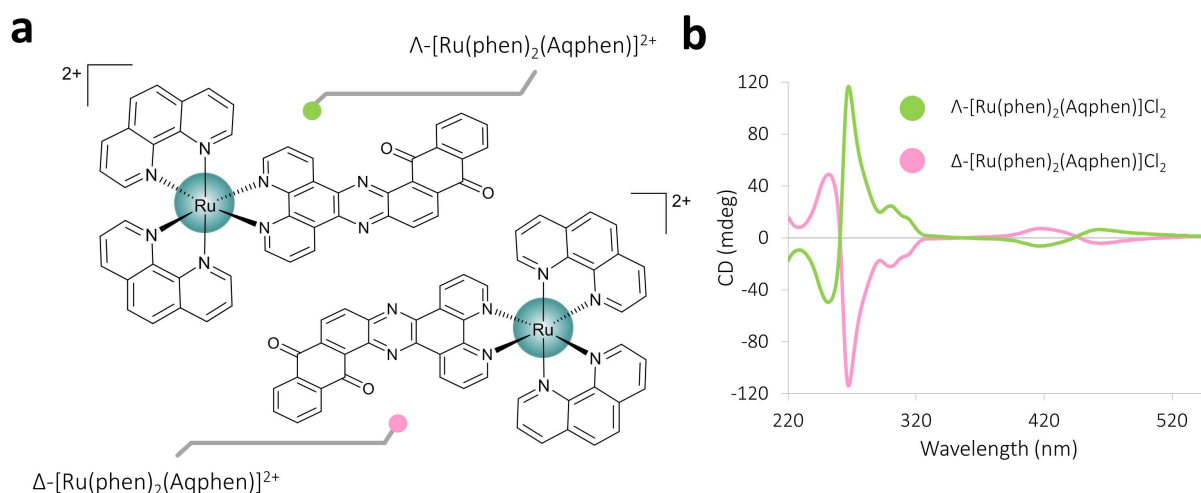 a
Λ-[Ru(phen)₂(Aqphen)]²⁺
2+
N
N
N
N
N
N
N
N
O
O
Ru
2+
N
N
N
N
N
N
N
N
O
O
Ru
Δ-[Ru(phen)₂(Aqphen)]²⁺
b
Λ-[Ru(phen)₂(Aqphen)]Cl₂
Δ-[Ru(phen)₂(Aqphen)]Cl₂
CD (mdeg)
120
80
40
0
-40
-80
-120
220
320
420
520
Wavelength (nm)